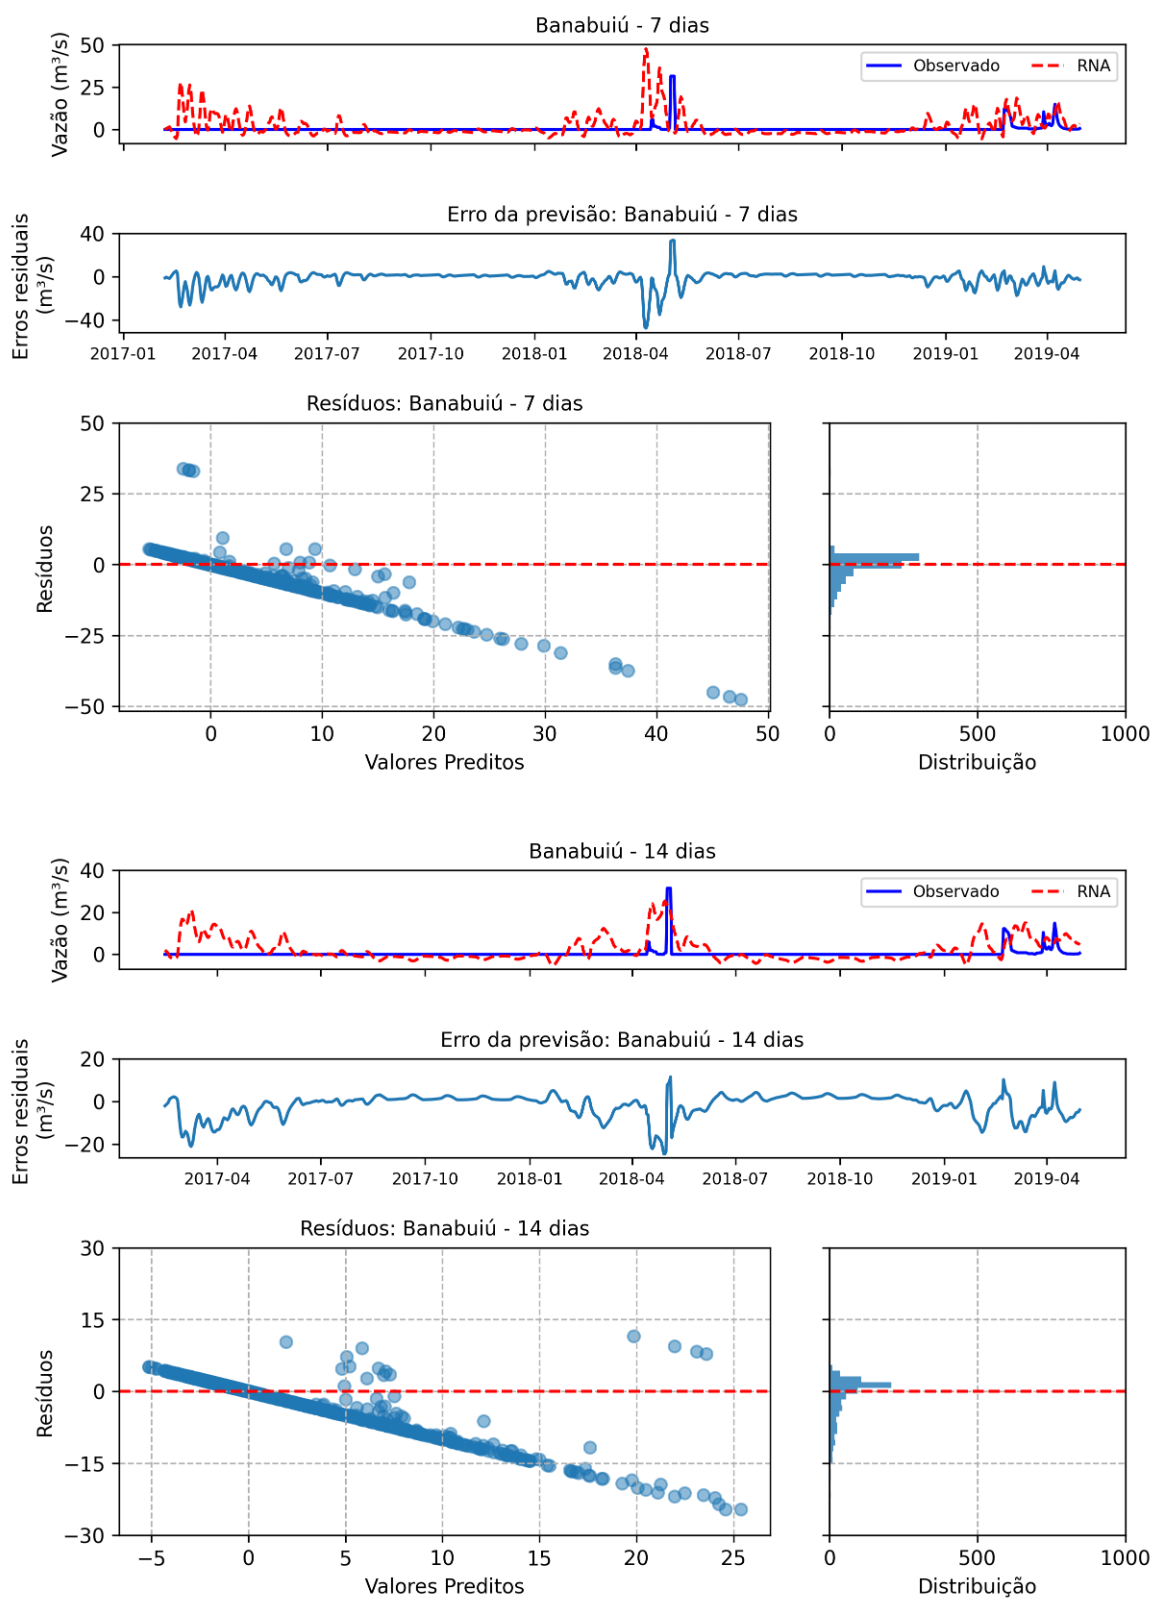 Banabuiú - 7 dias
Vazão (m³/s)
50
25
0
Observado
RNA
Erro da previsão: Banabuiú - 7 dias
Erros residuais
(m³/s)
40
0
−40
2017-01 2017-04 2017-07 2017-10 2018-01 2018-04 2018-07 2018-10 2019-01 2019-04
Resíduos: Banabuiú - 7 dias
Resíduos
50
25
0
−25
−50
0 10 20 30 40 50
Valores Preditos
0 500 1000
Distribuição
Banabuiú - 14 dias
Vazão (m³/s)
40
20
0
Observado
RNA
Erro da previsão: Banabuiú - 14 dias
Erros residuais
(m³/s)
20
0
−20
2017-04 2017-07 2017-10 2018-01 2018-04 2018-07 2018-10 2019-01 2019-04
Resíduos: Banabuiú - 14 dias
Resíduos
30
15
0
−15
−30
−5 0 5 10 15 20 25
Valores Preditos
0 500 1000
Distribuição